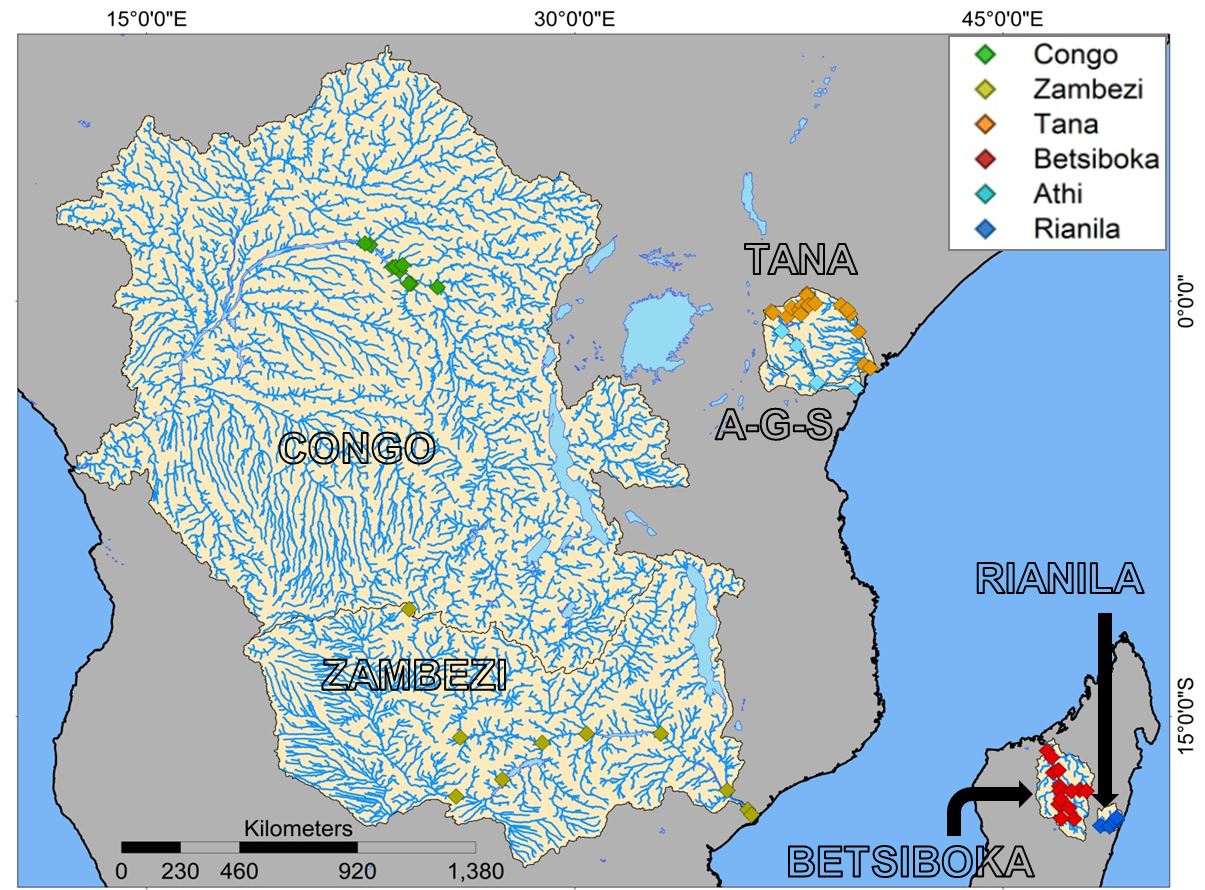 15°0'0"E 30°0'0"E 45°0'0"E
Congo
Zambezi
Tana
Betsiboka
Athi
Rianila
TANA
0°0'0"
A-G-S
CONGO
RIANILA
ZAMBEZI
15°0'0"S
Kilometers
0 230 460 920 1,380
BETSIBOKA